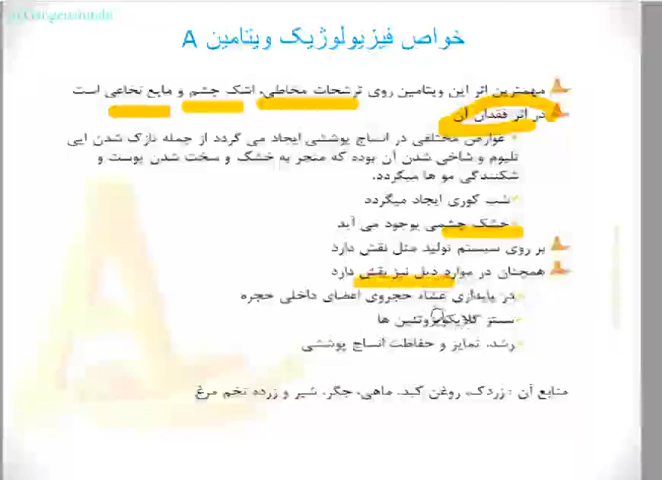 خواص فیزیولوژیک ویتامین A
مهمترین اثر این ویتامین روی ترشحات مخاطی، اشک چشم و مایع نخاعی است
در اثر فقدان آن
عوارض مختلفی در انساج پوششی ایجاد می گردد از جمله نازک شدن اپی
تلیوم و شاخی شدن آن بوده که منجر به خشک و سخت شدن پوست و
شکنندگی مو ها میگردد.
شب کوری ایجاد میگردد
خشک چشمی بوجود می آید
بر روی سیستم تولید مثل نقش دارد
همچنان در موارد ذیل نیز نقش دارد
در پایداری غشاء حجروی اعضای داخلی حجره
سنتز گلایکوپروتئین ها
رشد، تمایز و حفاظت انساج پوششی
منابع آن : زردک، روغن کبد، ماهی، جگر، شیر و زرده تخم مرغ